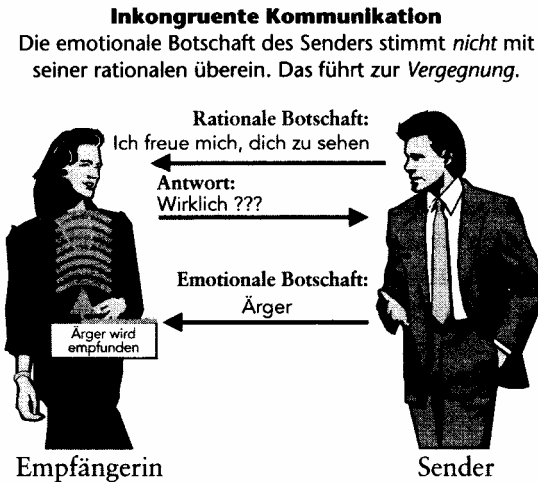 Inkongruente Kommunikation
Die emotionale Botschaft des Senders stimmt nicht mit
seiner rationalen überein. Das führt zur Vergegnung.
Rationale Botschaft:
Ich freue mich, dich zu sehen
Antwort:
Wirklich ???
Emotionale Botschaft:
Ärger
Ärger wird
empfunden
Empfängerin
Sender